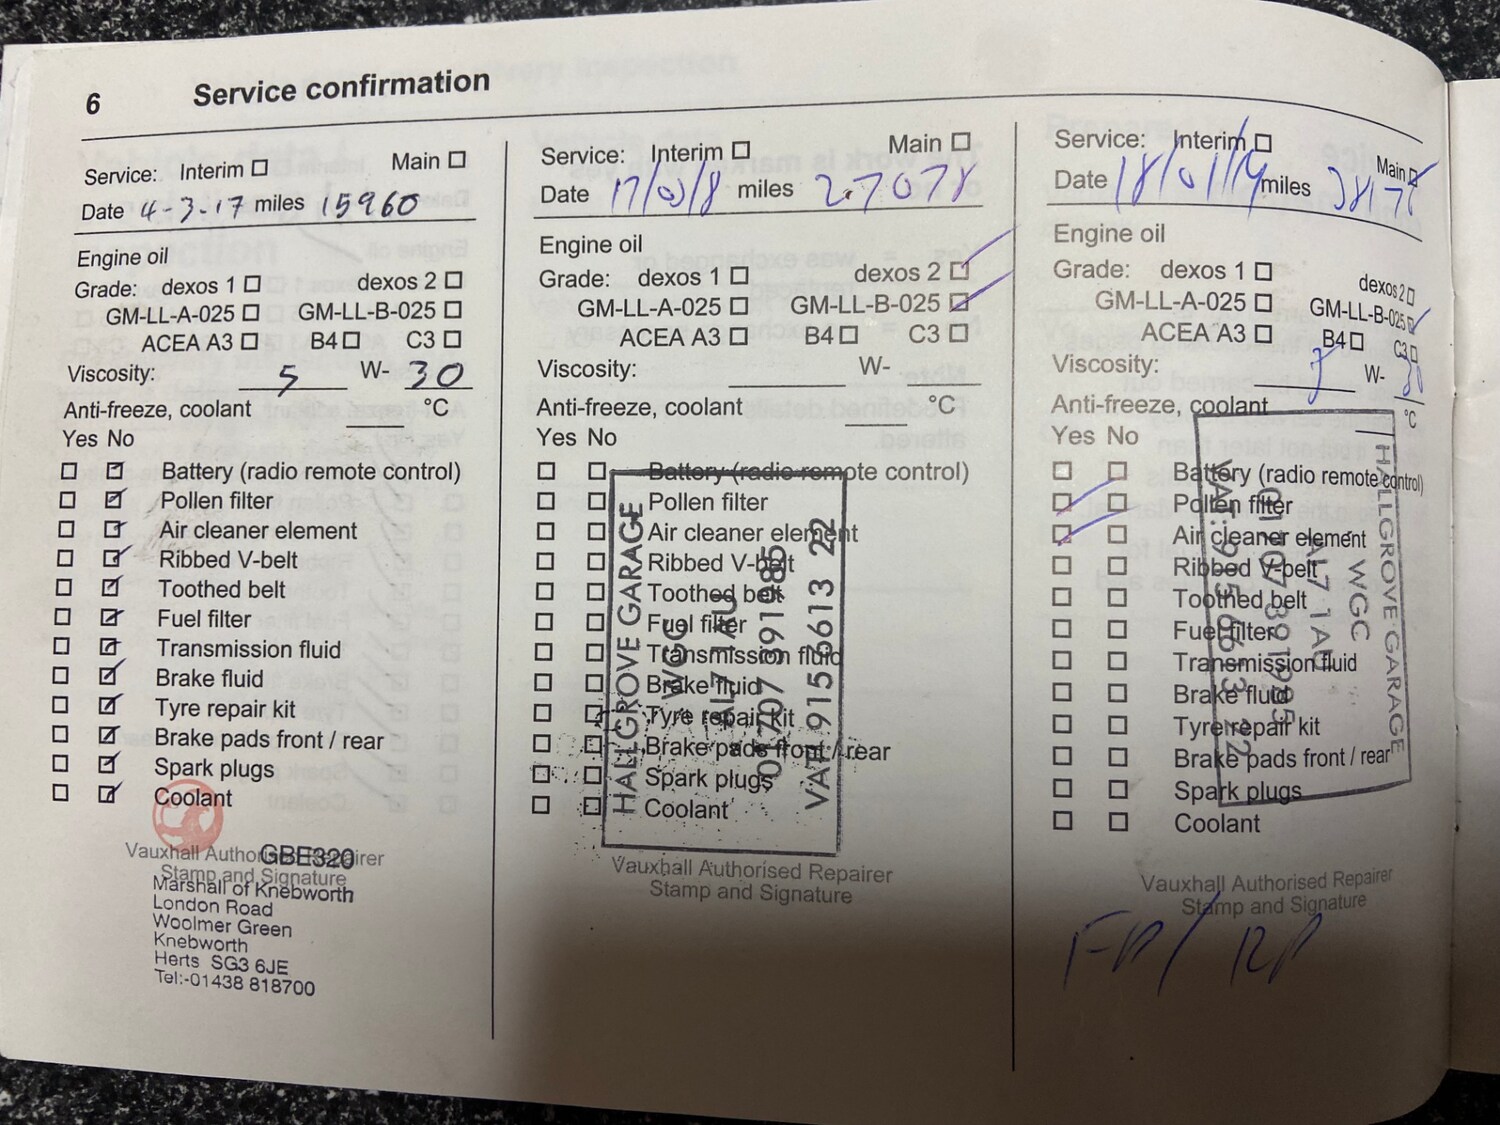 6 Service confirmation
Service: Interim Main
Date 4-3-17 miles 15960
Engine oil
Grade: dexos 1 dexos 2
GM-LL-A-025 GM-LL-B-025
ACEA A3 B4 C3
Viscosity: 5 W- 30
Anti-freeze, coolant °C
Yes No
Battery (radio remote control)
Pollen filter
Air cleaner element
Ribbed V-belt
Toothed belt
Fuel filter
Transmission fluid
Brake fluid
Tyre repair kit
Brake pads front / rear
Spark plugs
Coolant
Vauxhall Authorised Repairer
Stamp and Signature
GBE320
Marshall of Knebworth
London Road
Woolmer Green
Knebworth
Herts SG3 6JE
Tel:-01438 818700
Service: Interim Main
Date miles 27078
Engine oil
Grade: dexos 1 dexos 2
GM-LL-A-025 GM-LL-B-025
ACEA A3 B4 C3
Viscosity: W-
Anti-freeze, coolant °C
Yes No
Battery (radio remote control)
Pollen filter
Air cleaner element
Ribbed V-belt
Toothed belt
Fuel filter
Transmission fluid
Brake fluid
Tyre repair kit
Brake pads front / rear
Spark plugs
Coolant
HALLGROVE GARAGE
WGC
AL7 1AU
01707 391985
VAT 915 6613 22
Vauxhall Authorised Repairer
Stamp and Signature
Service: Interim Main
Date miles
Engine oil
Grade: dexos 1 dexos 2
GM-LL-A-025 GM-LL-B-025
ACEA A3 B4 C3
Viscosity: W- 30
Anti-freeze, coolant °C
Yes No
Battery (radio remote control)
Pollen filter
Air cleaner element
Ribbed V-belt
Toothed belt
Fuel filter
Transmission fluid
Brake fluid
Tyre repair kit
Brake pads front / rear
Spark plugs
Coolant
HALLGROVE GARAGE
WGC
Vauxhall Authorised Repairer
Stamp and Signature